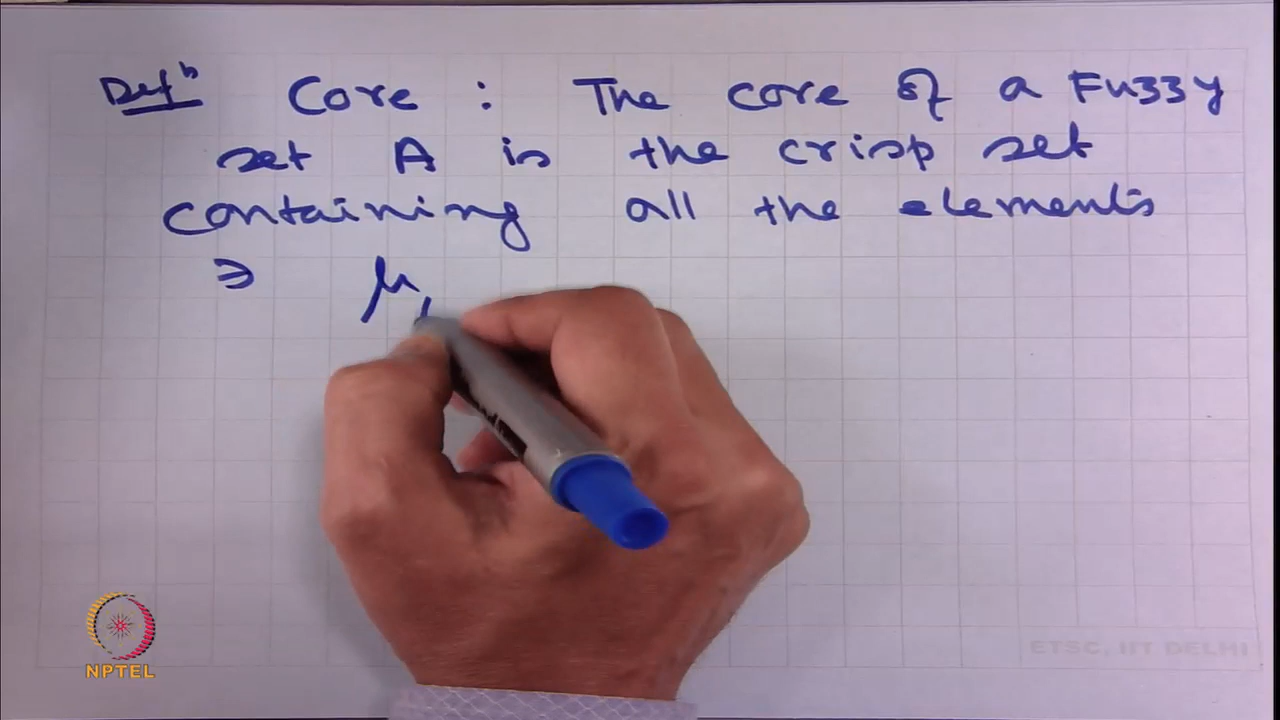 Defn Core : The core of a Fuzzy
set A is the crisp set
containing all the elements
∋ μ
NPTEL
ETSC, IIT DELHI